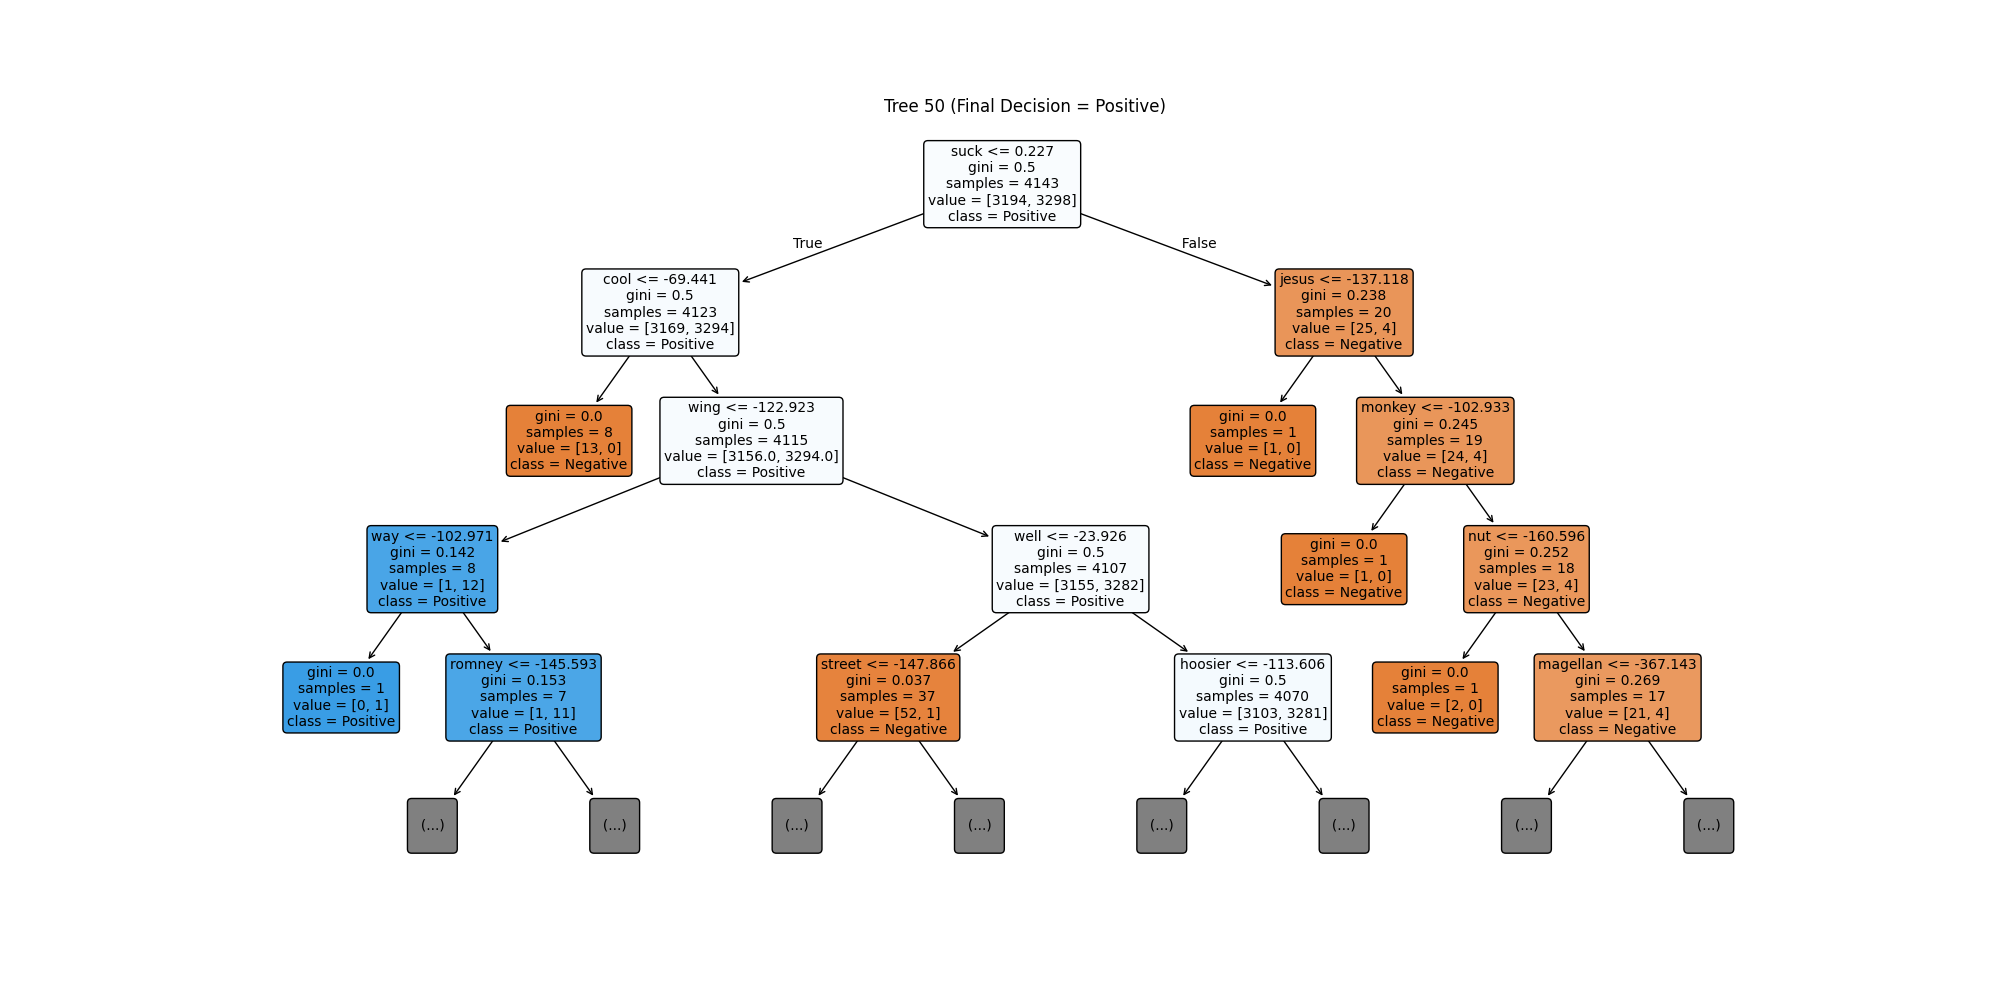 Tree 50 (Final Decision = Positive)
suck <= 0.227
gini = 0.5
samples = 4143
value = [3194, 3298]
class = Positive
True
False
cool <= -69.441
gini = 0.5
samples = 4123
value = [3169, 3294]
class = Positive
jesus <= -137.118
gini = 0.238
samples = 20
value = [25, 4]
class = Negative
gini = 0.0
samples = 8
value = [13, 0]
class = Negative
wing <= -122.923
gini = 0.5
samples = 4115
value = [3156.0, 3294.0]
class = Positive
gini = 0.0
samples = 1
value = [1, 0]
class = Negative
monkey <= -102.933
gini = 0.245
samples = 19
value = [24, 4]
class = Negative
way <= -102.971
gini = 0.142
samples = 8
value = [1, 12]
class = Positive
well <= -23.926
gini = 0.5
samples = 4107
value = [3155, 3282]
class = Positive
gini = 0.0
samples = 1
value = [1, 0]
class = Negative
nut <= -160.596
gini = 0.252
samples = 18
value = [23, 4]
class = Negative
gini = 0.0
samples = 1
value = [0, 1]
class = Positive
romney <= -145.593
gini = 0.153
samples = 7
value = [1, 11]
class = Positive
street <= -147.866
gini = 0.037
samples = 37
value = [52, 1]
class = Negative
hoosier <= -113.606
gini = 0.5
samples = 4070
value = [3103, 3281]
class = Positive
gini = 0.0
samples = 1
value = [2, 0]
class = Negative
magellan <= -367.143
gini = 0.269
samples = 17
value = [21, 4]
class = Negative
(...)
(...)
(...)
(...)
(...)
(...)
(...)
(...)